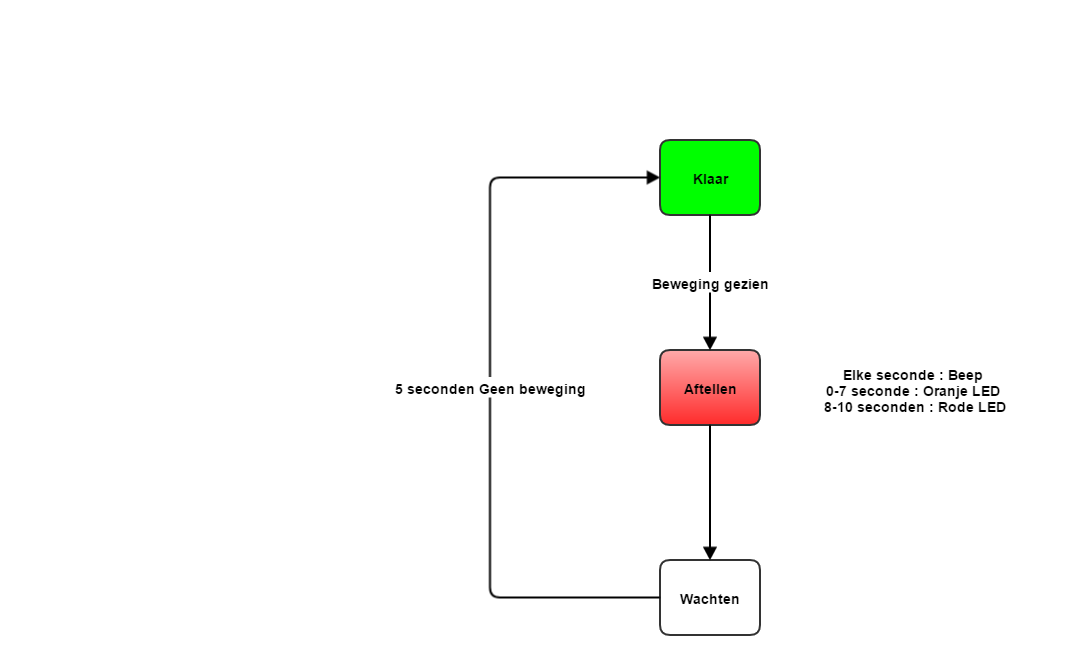 Klaar
Beweging gezien
Aftellen
Elke seconde : Beep
0-7 seconde : Oranje LED
8-10 seconden : Rode LED
5 seconden Geen beweging
Wachten